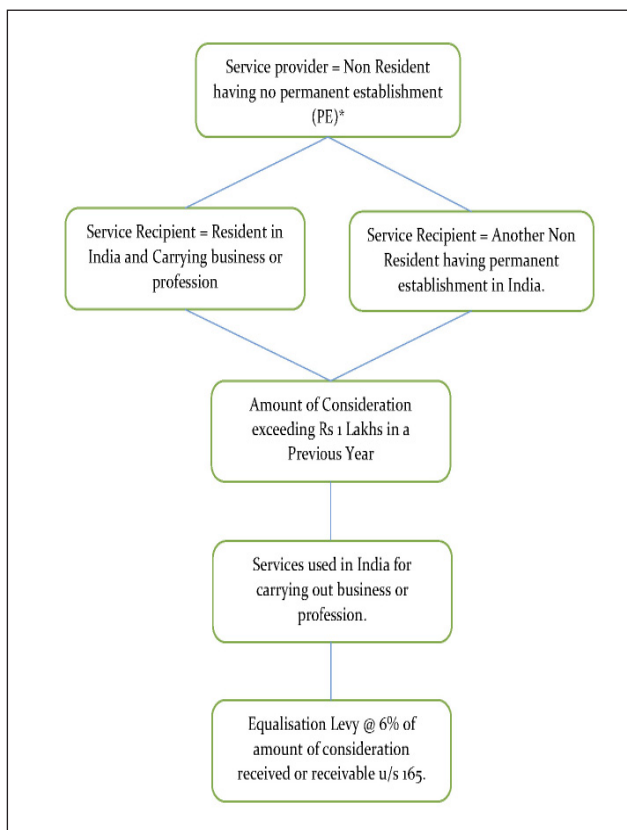 Service provider = Non Resident
having no permanent establishment
(PE)*
Service Recipient = Resident in
India and Carrying business or
profession
Service Recipient = Another Non
Resident having permanent
establishment in India.
Amount of Consideration
exceeding Rs 1 Lakhs in a
Previous Year
Services used in India for
carrying out business or
profession.
Equalisation Levy @ 6% of
amount of consideration
received or receivable u/s 165.